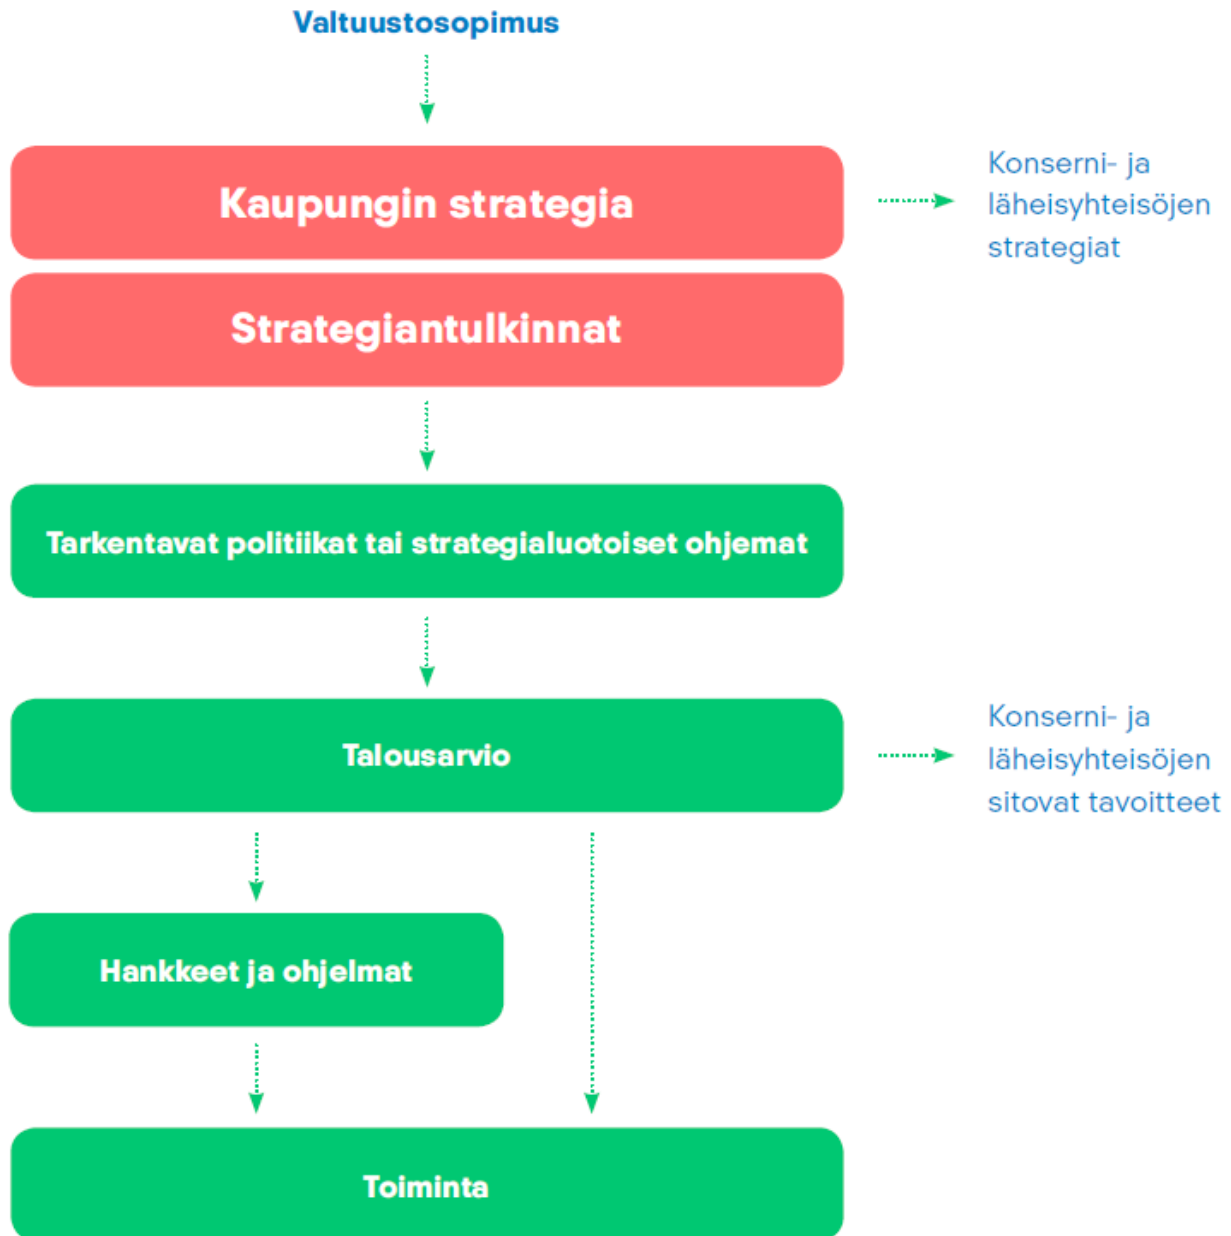 Valtuustosopimus
Kaupungin strategia
Konserni- ja
läheisyhteisöjen
strategiat
Strategiantulkinnat
Tarkentavat politiikat tai strategialuotoiset ohjemat
Talousarvio
Konserni- ja
läheisyhteisöjen
sitovat tavoitteet
Hankkeet ja ohjelmat
Toiminta